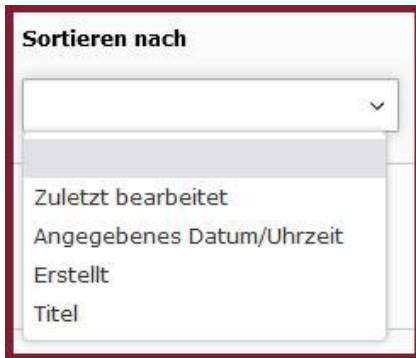 Sortieren nach
Zuletzt bearbeitet
Angegebenes Datum/Uhrzeit
Erstellt
Titel